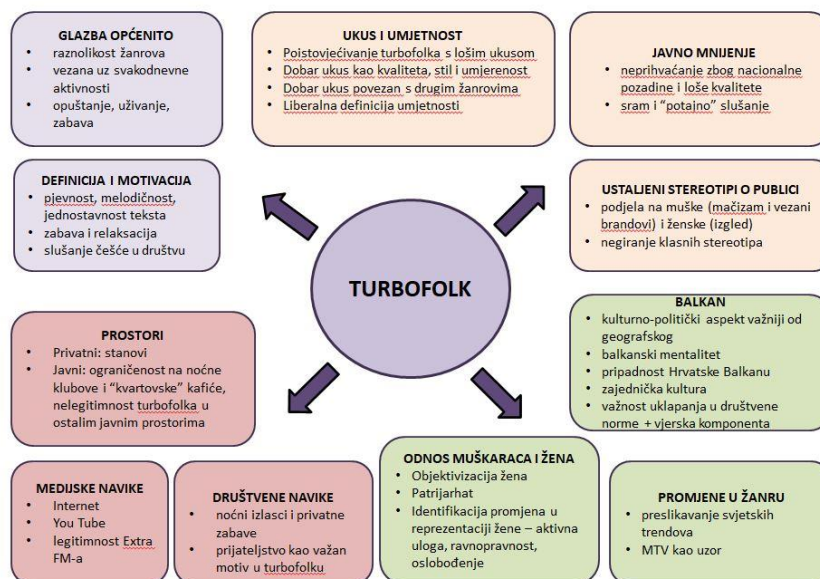 GLAZBA OPĆENITO
• raznolikost žanrova
• vezana uz svakodnevne
aktivnosti
• opuštanje, uživanje,
zabava
UKUS I UMJETNOST
• Poistovjećivanje turbofolka s lošim ukusom
• Dobar ukus kao kvaliteta, stil i umjerenost
• Dobar ukus povezan s drugim žanrovima
• Liberalna definicija umjetnosti
JAVNO MNIJENJE
• neprihvaćanje zbog nacionalne
pozadine i loše kvalitete
• sram i “potajno” slušanje
DEFINICIJA I MOTIVACIJA
• pjevnost, melodičnost,
jednostavnost teksta
• zabava i relaksacija
• slušanje češće u društvu
USTALJENI STEREOTIPI O PUBLICI
• podjela na muške (mačizam i vezani
brandovi) i ženske (izgled)
• negiranje klasnih stereotipa
TURBOFOLK
PROSTORI
• Privatni: stanovi
• Javni: ograničenost na noćne
klubove i “kvartovske” kafiće,
nelegitimnost turbofolka u
ostalim javnim prostorima
BALKAN
• kulturno-politički aspekt važniji od
geografskog
• balkanski mentalitet
• pripadnost Hrvatske Balkanu
• zajednička kultura
• važnost uklapanja u društvene
norme + vjerska komponenta
MEDIJSKE NAVIKE
• Internet
• You Tube
• legitimnost Extra
FM-a
DRUŠTVENE NAVIKE
• noćni izlasci i privatne
zabave
• prijateljstvo kao važan
motiv u turbofolku
ODNOS MUŠKARACA I ŽENA
• Objektivizacija žena
• Patrijarhat
• Identifikacija promjena u
reprezentaciji žene – aktivna
uloga, ravnopravnost,
oslobođenje
PROMJENE U ŽANRU
• preslikavanje svjetskih
trendova
• MTV kao uzor